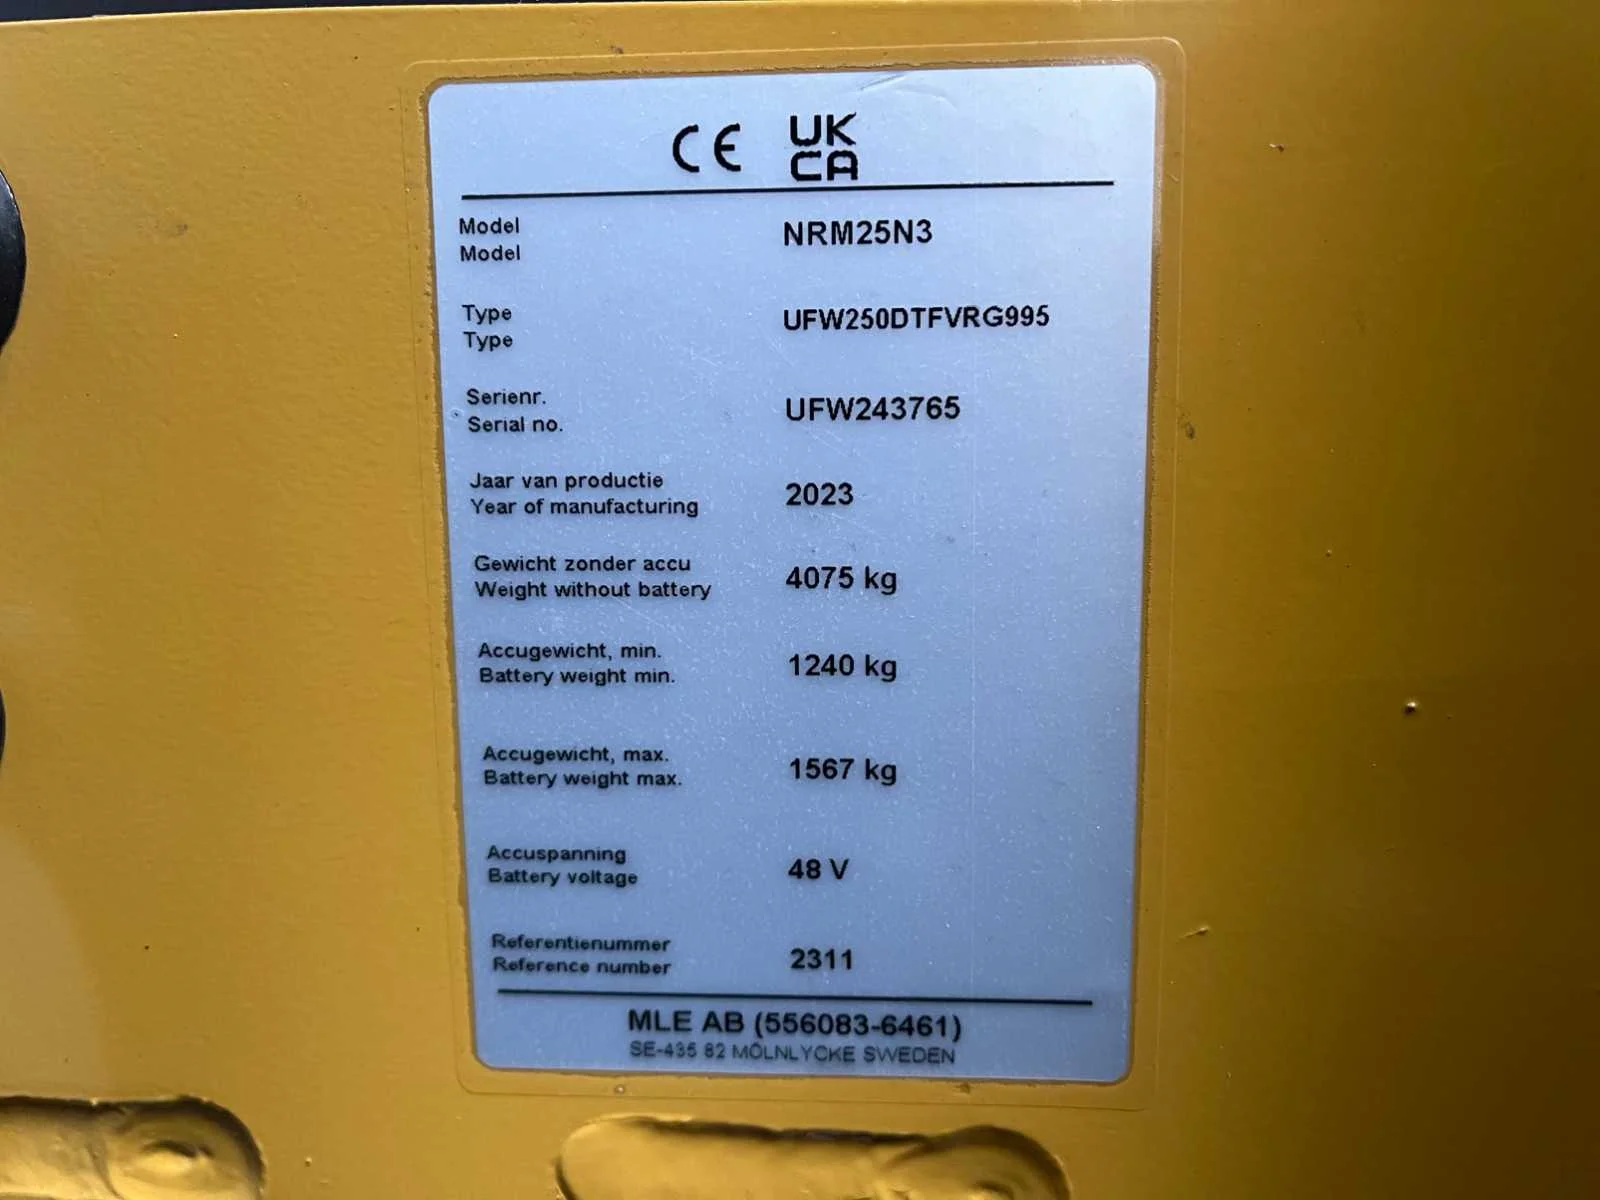 CE UK
CA
Model
Model NRM25N3
Type
Type UFW250DTFVRG995
Serienr.
Serial no. UFW243765
Jaar van productie
Year of manufacturing 2023
Gewicht zonder accu
Weight without battery 4075 kg
Accugewicht, min.
Battery weight min. 1240 kg
Accugewicht, max.
Battery weight max. 1567 kg
Accuspanning
Battery voltage 48 V
Referentienummer
Reference number 2311
MLE AB (556083-6461)
SE-435 82 MÖLNLYCKE SWEDEN